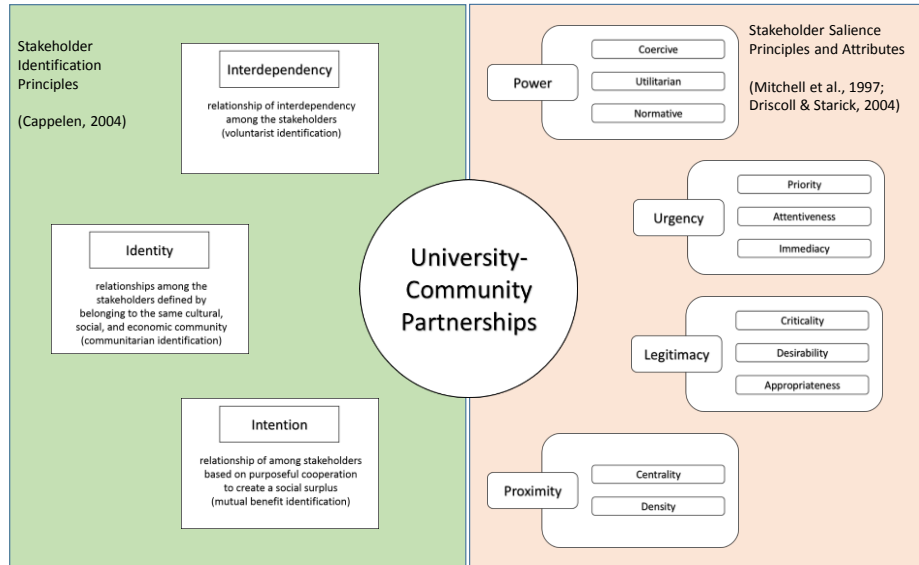 Stakeholder
Identification
Principles
(Cappelen, 2004)
Interdependency
relationship of interdependency
among the stakeholders
(voluntarist identification)
Identity
relationships among the
stakeholders defined by
belonging to the same cultural,
social, and economic community
(communitarian identification)
Intention
relationship of among stakeholders
based on purposeful cooperation
to create a social surplus
(mutual benefit identification)
University-
Community
Partnerships
Stakeholder Salience
Principles and Attributes
(Mitchell et al., 1997;
Driscoll & Starick, 2004)
Power
Coercive
Utilitarian
Normative
Urgency
Priority
Attentiveness
Immediacy
Legitimacy
Criticality
Desirability
Appropriateness
Proximity
Centrality
Density